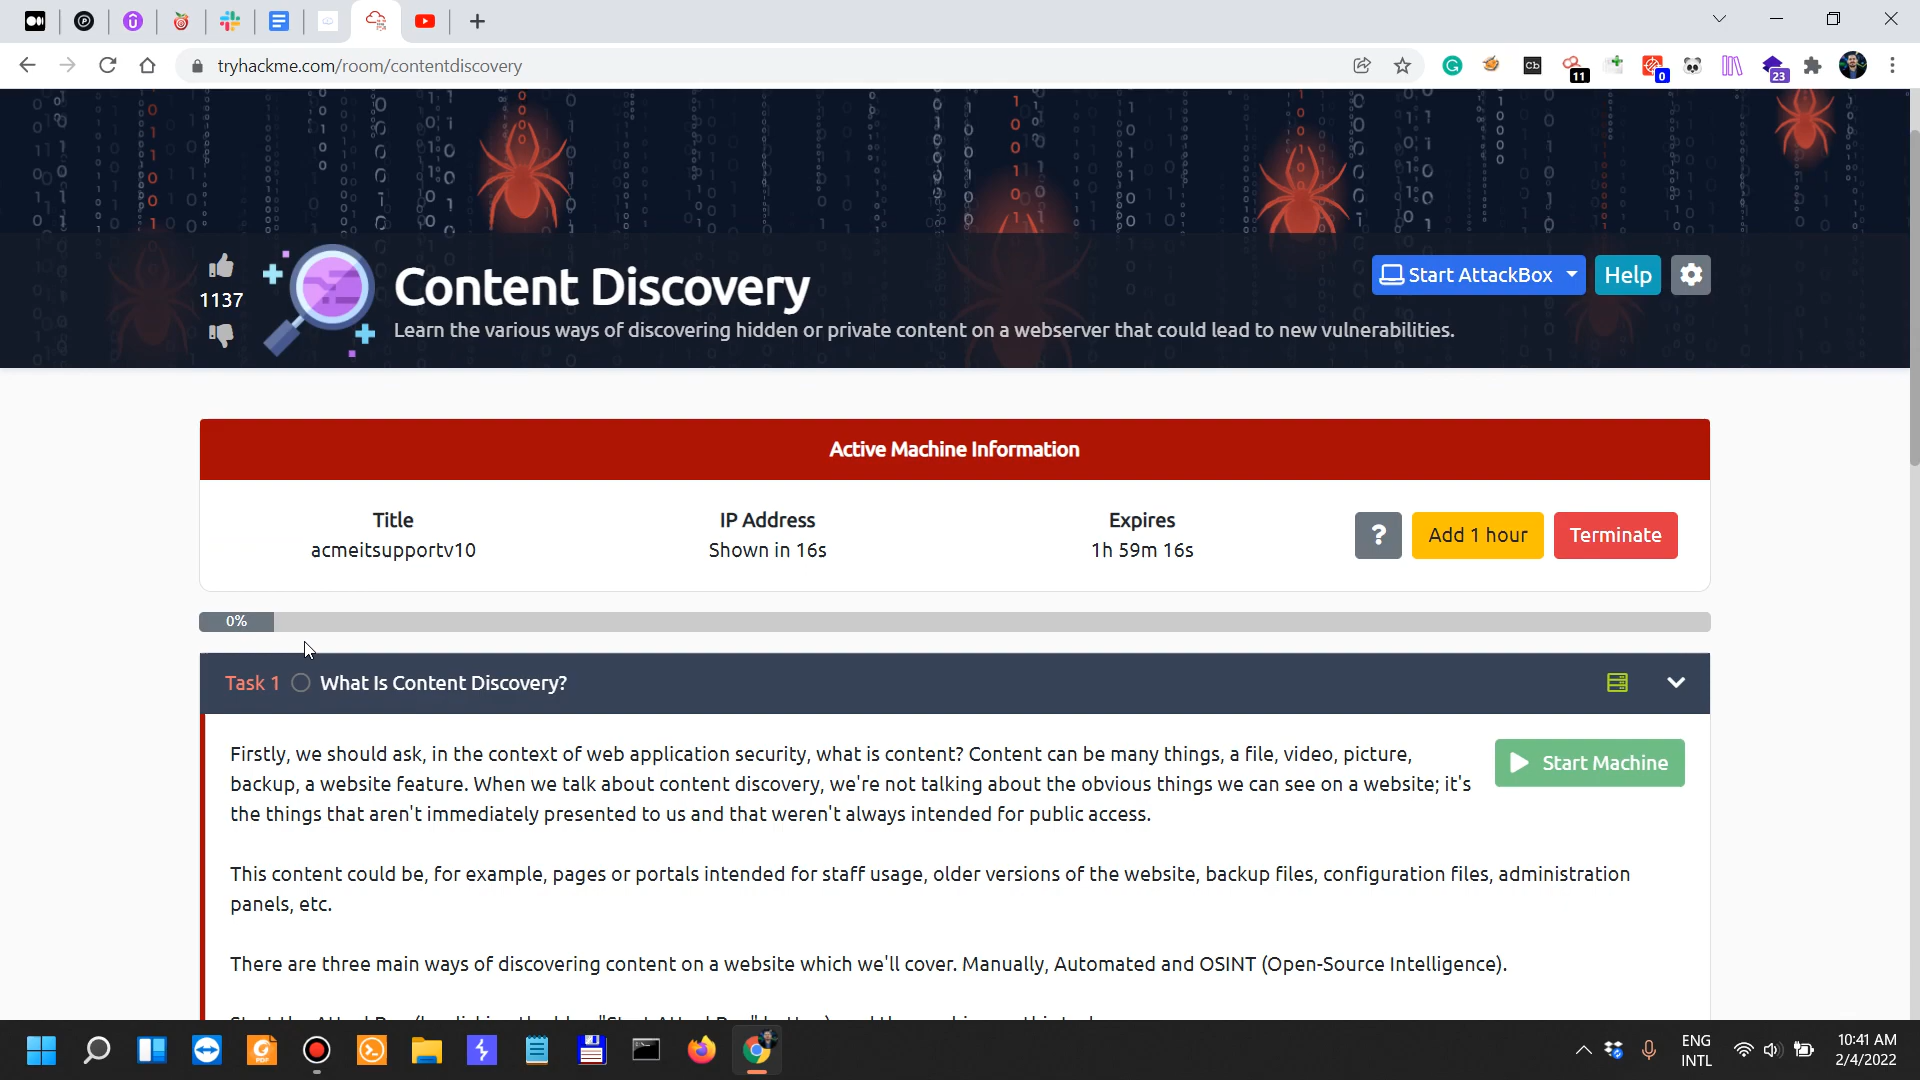 tryhackme.com/room/contentdiscovery
Cb
11
0
23
1137
Content Discovery
Learn the various ways of discovering hidden or private content on a webserver that could lead to new vulnerabilities.
Start AttackBox
Help
Active Machine Information
Title
IP Address
Expires
acmeitsupportv10
Shown in 16s
1h 59m 16s
?
Add 1 hour
Terminate
0%
Task 1
What Is Content Discovery?
Firstly, we should ask, in the context of web application security, what is content? Content can be many things, a file, video, picture,
backup, a website feature. When we talk about content discovery, we're not talking about the obvious things we can see on a website; it's
the things that aren't immediately presented to us and that weren't always intended for public access.
Start Machine
This content could be, for example, pages or portals intended for staff usage, older versions of the website, backup files, configuration files, administration
panels, etc.
There are three main ways of discovering content on a website which we'll cover. Manually, Automated and OSINT (Open-Source Intelligence).
PDF
ENG
INTL
10:41 AM
2/4/2022